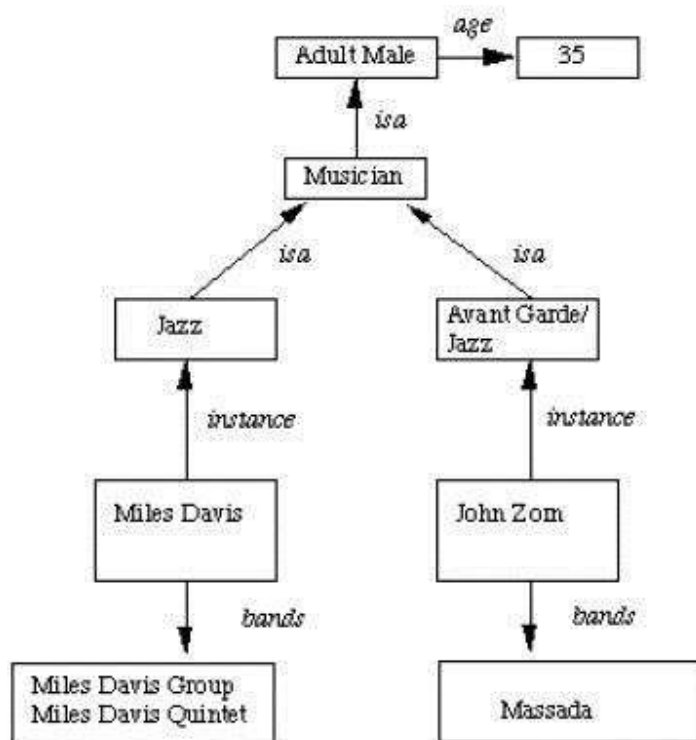 age
Adult Male
35
isa
Musician
isa
isa
Jazz
Avant Garde/
Jazz
instance
instance
Miles Davis
John Zorn
bands
bands
Miles Davis Group
Miles Davis Quintet
Massada